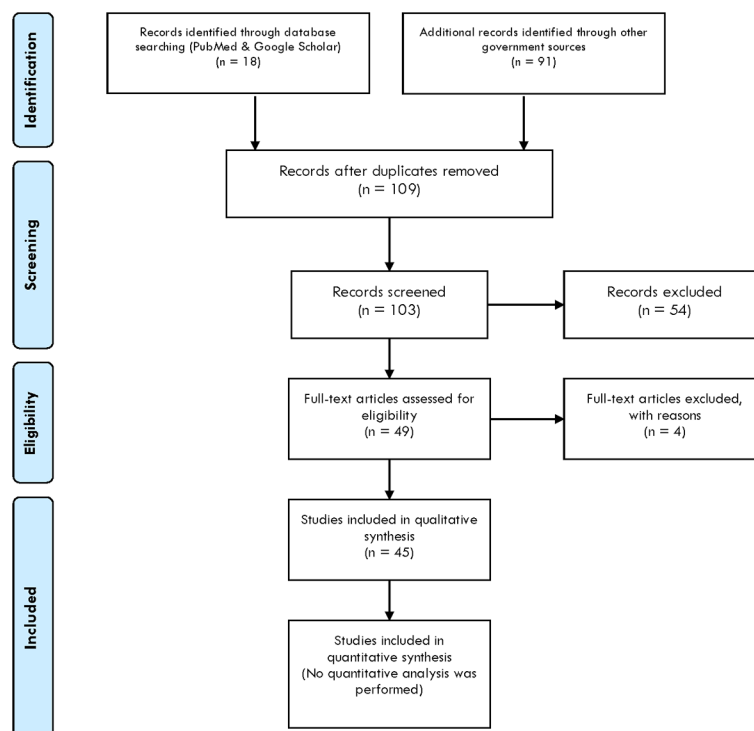 Identification
Records identified through database
searching (PubMed & Google Scholar)
(n = 18)
Additional records identified through other
government sources
(n = 91)
Screening
Records after duplicates removed
(n = 109)
Records screened
(n = 103)
Records excluded
(n = 54)
Eligibility
Full-text articles assessed for
eligibility
(n = 49)
Full-text articles excluded,
with reasons
(n = 4)
Included
Studies included in qualitative
synthesis
(n = 45)
Studies included in
quantitative synthesis
(No quantitative analysis was
performed)